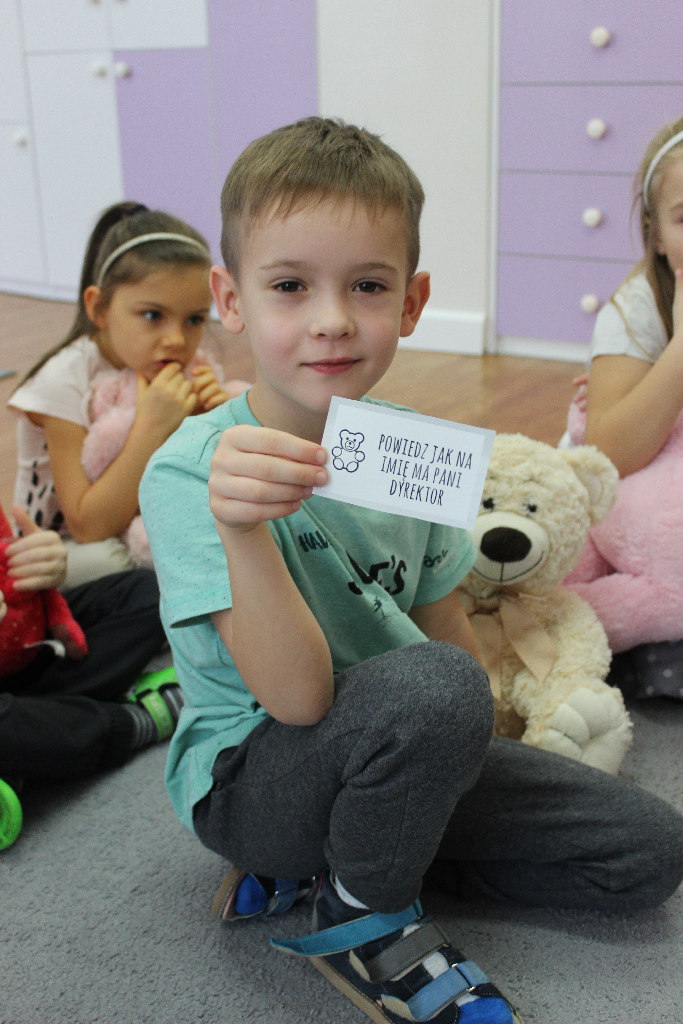 POWIEDZ JAK NA
IMIĘ MA PANI
DYREKTOR